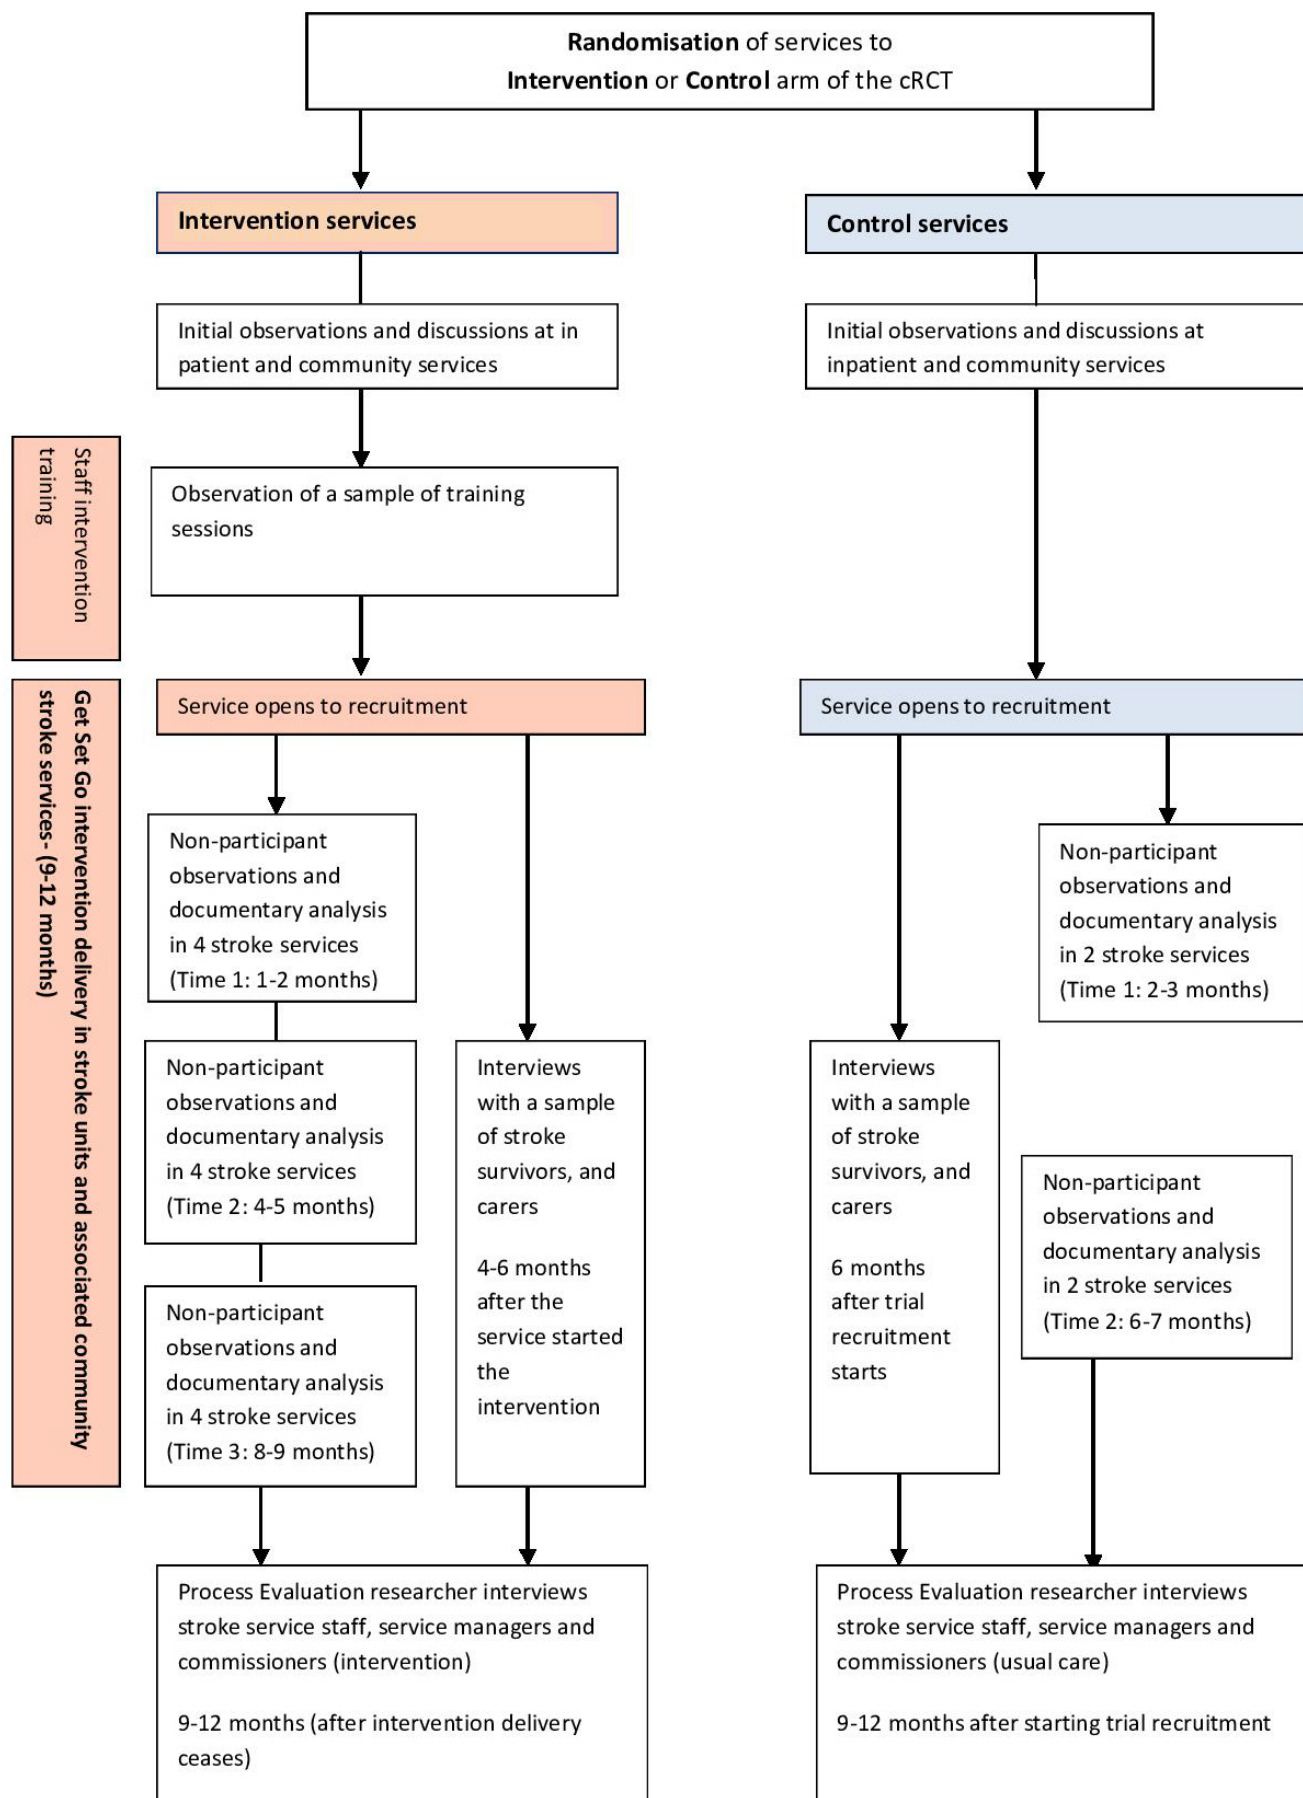 Randomisation of services to
Intervention or Control arm of the cRCT
Intervention services
Control services
Initial observations and discussions at in
patient and community services
Initial observations and discussions at
inpatient and community services
Staff intervention
training
Observation of a sample of training
sessions
Get Set Go intervention delivery in stroke units and associated community
stroke services- (9-12 months)
Service opens to recruitment
Service opens to recruitment
Non-participant
observations and
documentary analysis
in 4 stroke services
(Time 1: 1-2 months)
Non-participant
observations and
documentary analysis
in 2 stroke services
(Time 1: 2-3 months)
Non-participant
observations and
documentary analysis
in 4 stroke services
(Time 2: 4-5 months)
Interviews
with a sample
of stroke
survivors, and
carers
4-6 months
after the
service started
the
intervention
Interviews
with a sample
of stroke
survivors, and
carers
6 months
after trial
recruitment
starts
Non-participant
observations and
documentary analysis
in 2 stroke services
(Time 2: 6-7 months)
Non-participant
observations and
documentary analysis
in 4 stroke services
(Time 3: 8-9 months)
Process Evaluation researcher interviews
stroke service staff, service managers and
commissioners (intervention)
9-12 months (after intervention delivery
ceases)
Process Evaluation researcher interviews
stroke service staff, service managers and
commissioners (usual care)
9-12 months after starting trial recruitment